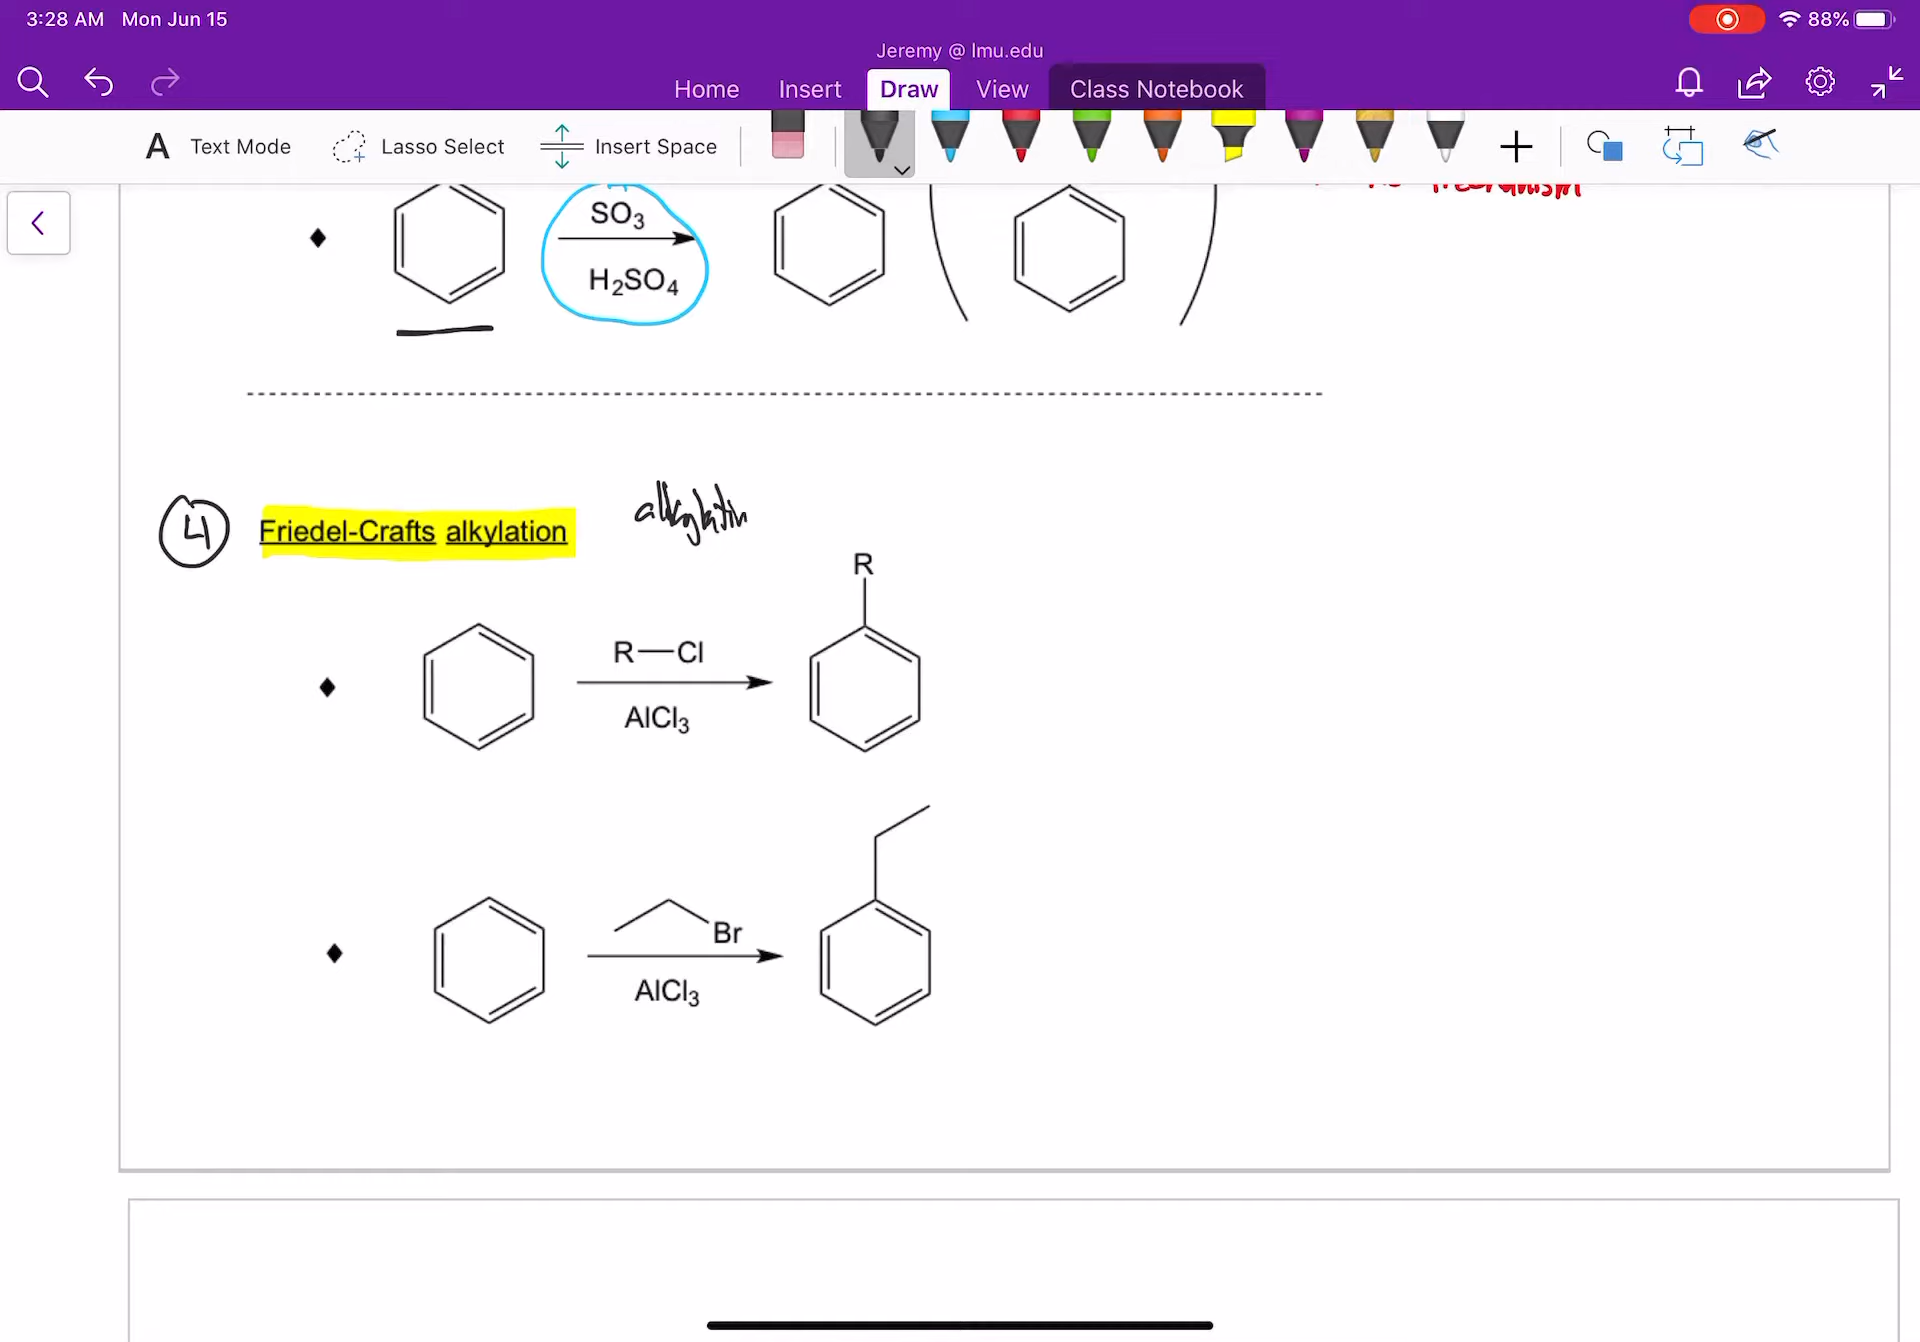 3:28 AM Mon Jun 15
88%
Jeremy @ lmu.edu
Home Insert Draw View Class Notebook
A Text Mode Lasso Select Insert Space
SO3
H2SO4
4 Friedel-Crafts alkylation
R
R—Cl
AlCl3
Br
AlCl3